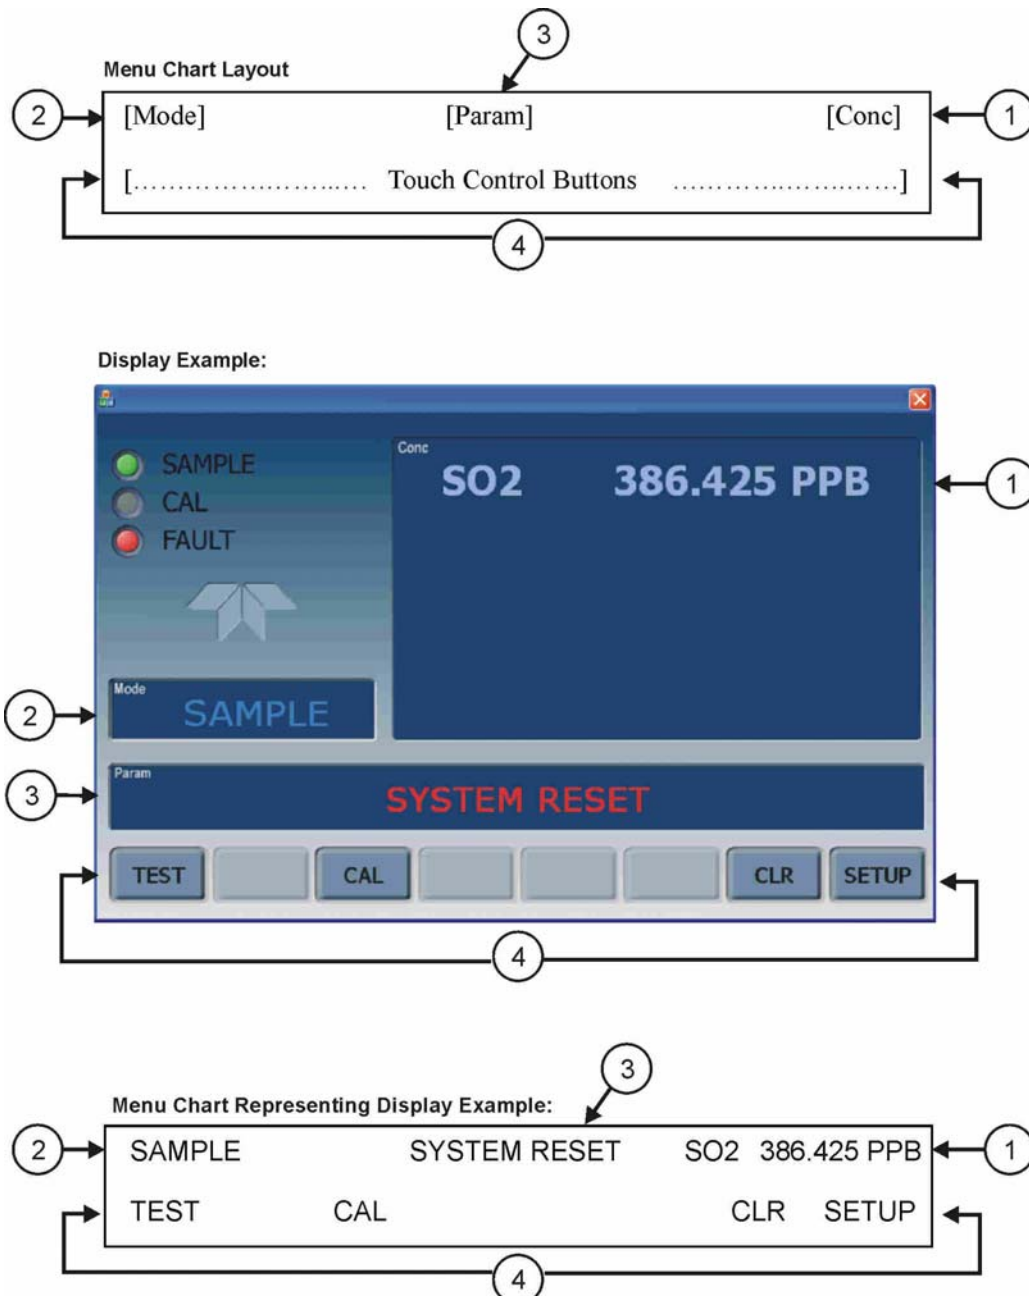 3
Menu Chart Layout
2
[Mode] [Param] [Conc]
1
[........................ Touch Control Buttons ........................]
4
Display Example:
SAMPLE
CAL
FAULT
Conc
SO2 386.425 PPB
1
Mode
SAMPLE
2
Param
SYSTEM RESET
3
TEST CAL CLR SETUP
4
3
Menu Chart Representing Display Example:
2
SAMPLE SYSTEM RESET SO2 386.425 PPB
1
TEST CAL CLR SETUP
4